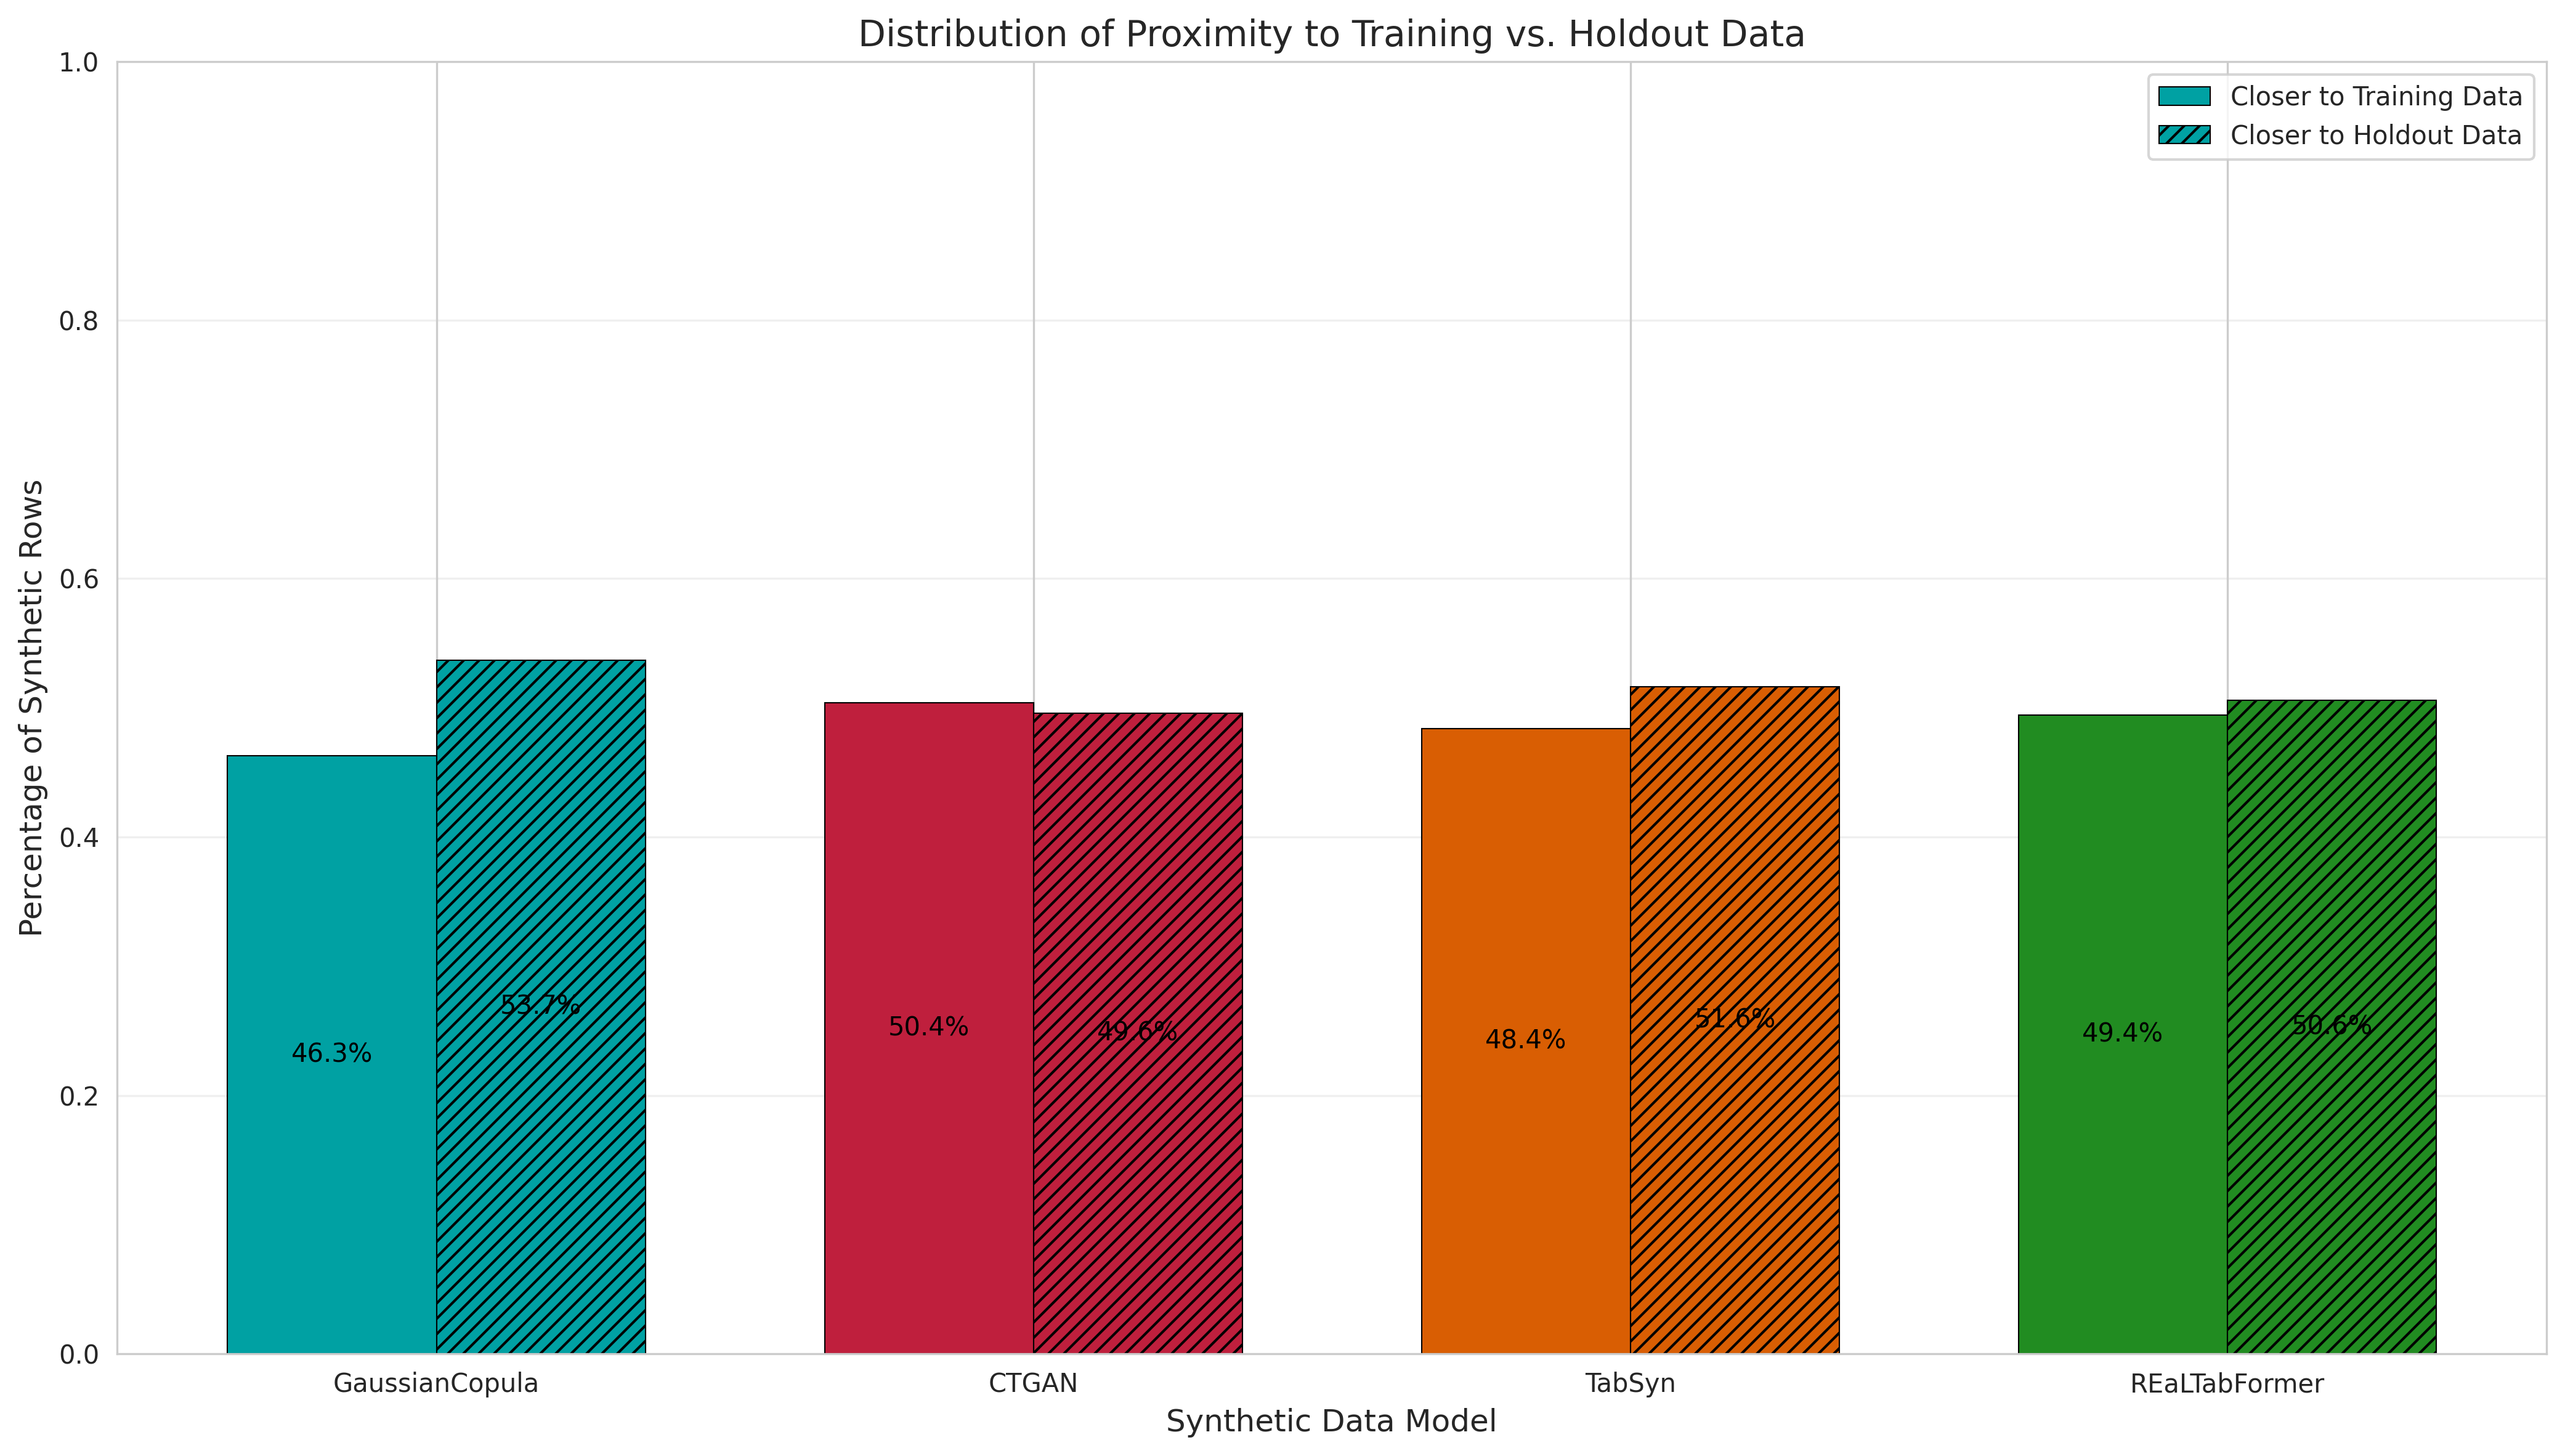 Distribution of Proximity to Training vs. Holdout Data
Closer to Training Data
Closer to Holdout Data
Percentage of Synthetic Rows
1.0
0.8
0.6
0.4
0.2
0.0
46.3%
53.7%
50.4%
49.6%
48.4%
51.6%
49.4%
50.6%
GaussianCopula
CTGAN
TabSyn
REaLTabFormer
Synthetic Data Model